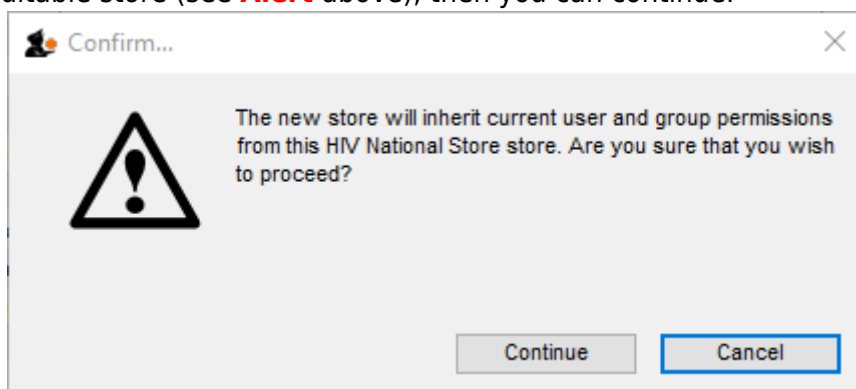 uitable store (see Alert above), then you can continue.
Confirm...
The new store will inherit current user and group permissions
from this HIV National Store store. Are you sure that you wish
to proceed?
Continue
Cancel